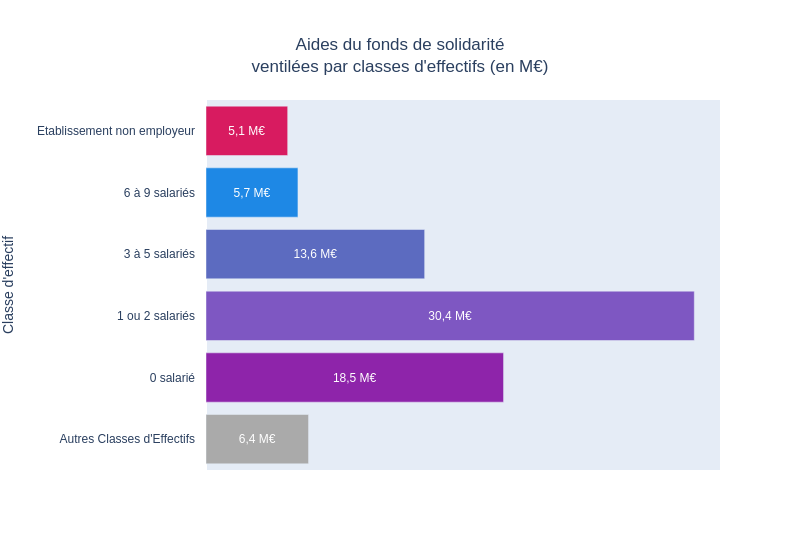 Aides du fonds de solidarité
ventilées par classes d'effectifs (en M€)
Classe d'effectif
Etablissement non employeur
5,1 M€
6 à 9 salariés
5,7 M€
3 à 5 salariés
13,6 M€
1 ou 2 salariés
30,4 M€
0 salarié
18,5 M€
Autres Classes d'Effectifs
6,4 M€